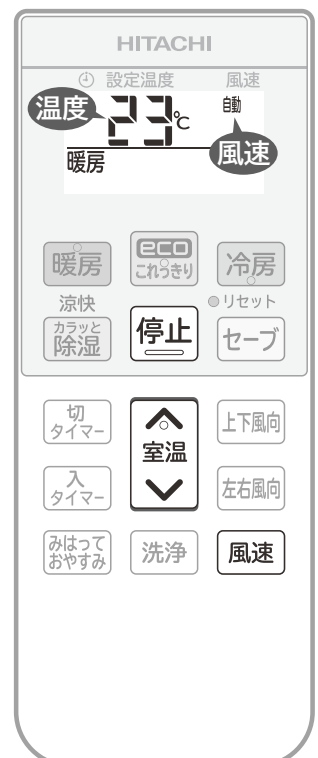 HITACHI
設定温度 風速
温度 23℃ 自動
暖房 風速
暖房 eco これっきり 冷房
涼快 リセット
カラッと
除湿 停止 セーブ
切
タイマー 上下風向
室温
入
タイマー 左右風向
みはって
おやすみ 洗浄 風速